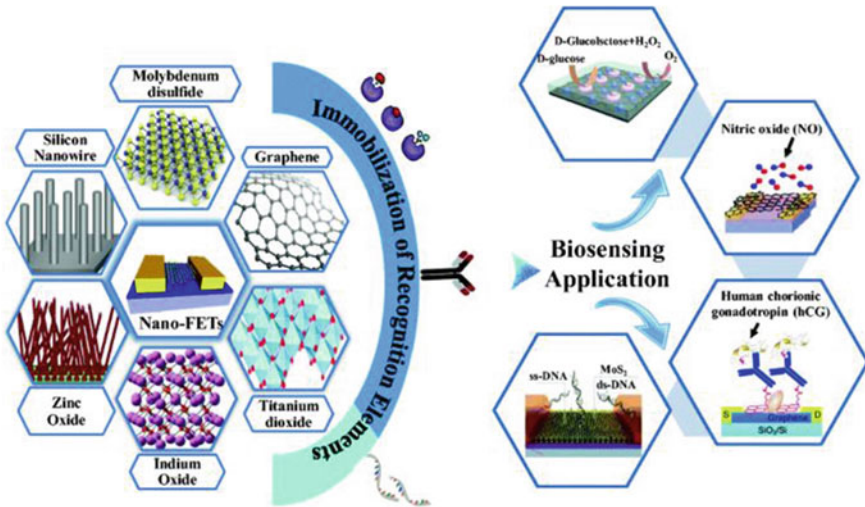 Molybdenum
disulfide
Silicon
Nanowire
Graphene
Nano-FETs
Zinc
Oxide
Indium
Oxide
Titanium
dioxide
Immobilization of Recognition Elements
Biosensing
Application
D-Glucolsctose+H₂O₂
D-glucose
O₂
Nitric oxide (NO)
Human chorionic
gonadotropin (hCG)
S
Graphene
D
SiO₂/Si
ss-DNA
MoS₂
ds-DNA